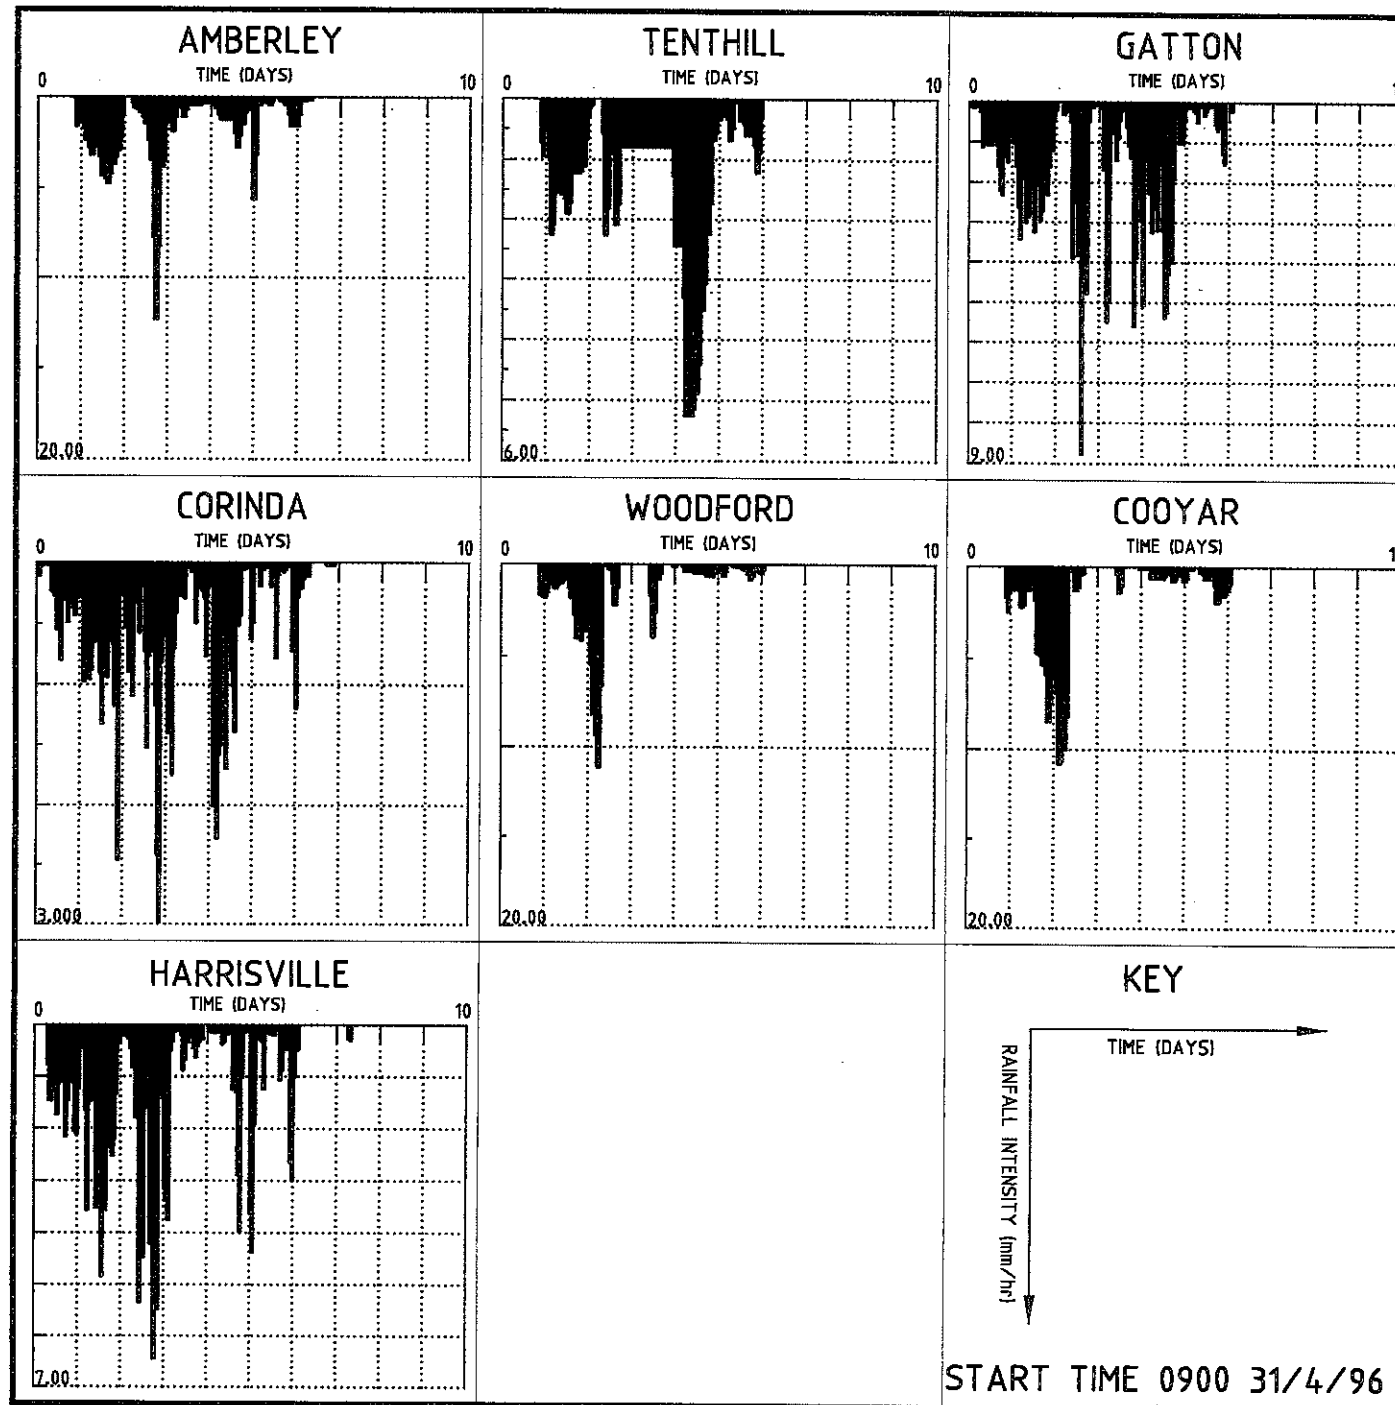 AMBERLEY
TIME (DAYS)
0 10
20.00
TENTHILL
TIME (DAYS)
0 10
6.00
GATTON
TIME (DAYS)
0 1
9.00
CORINDA
TIME (DAYS)
0 10
3.000
WOODFORD
TIME (DAYS)
0 10
20.00
COOYAR
TIME (DAYS)
0 1
20.00
HARRISVILLE
TIME (DAYS)
0 10
7.00
KEY
TIME (DAYS)
RAINFALL INTENSITY (mm/hr)
START TIME 0900 31/4/96